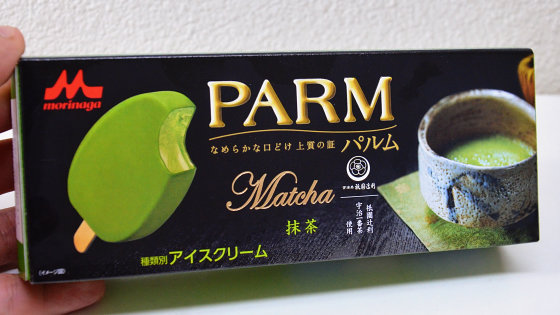 morinaga
PARM
なめらかな口どけ 上質の証
パルム
Matcha
抹茶
祇園辻利
宇治一番茶
使用
種類別 アイスクリーム
(イメージ図)